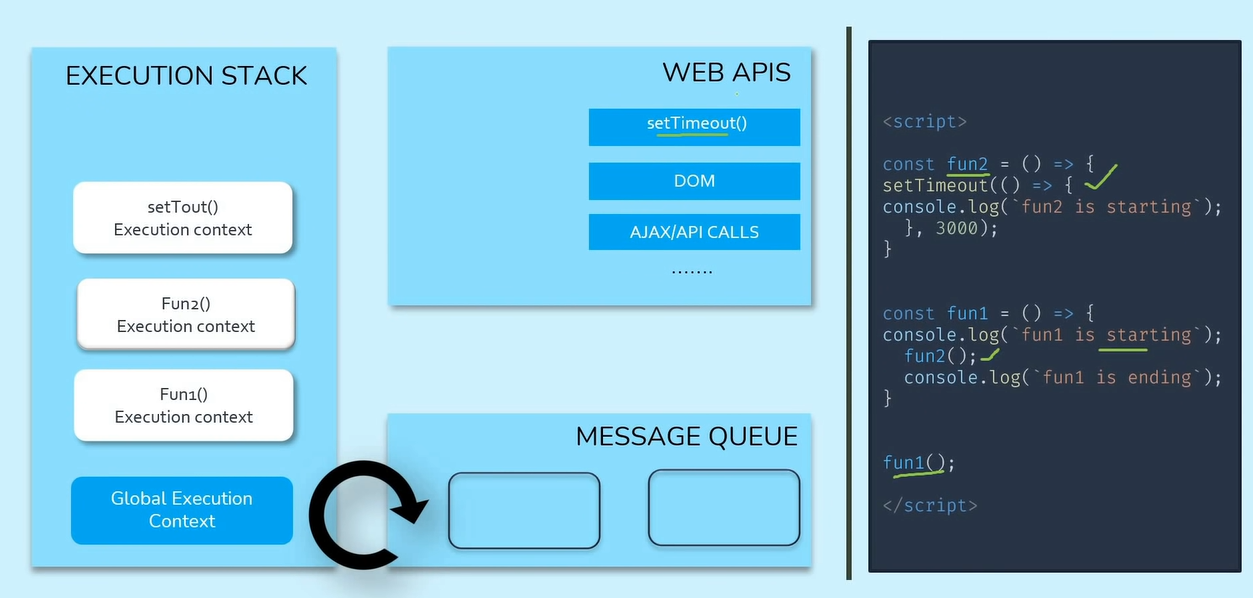 EXECUTION STACK
setTout()
Execution context
Fun2()
Execution context
Fun1()
Execution context
Global Execution
Context
WEB APIS
setTimeout()
DOM
AJAX/API CALLS
.......
MESSAGE QUEUE
<script>
const fun2 = () => {
setTimeout(() => {
console.log(`fun2 is starting`);
}, 3000);
}
const fun1 = () => {
console.log(`fun1 is starting`);
fun2();
console.log(`fun1 is ending`);
}
fun1();
</script>